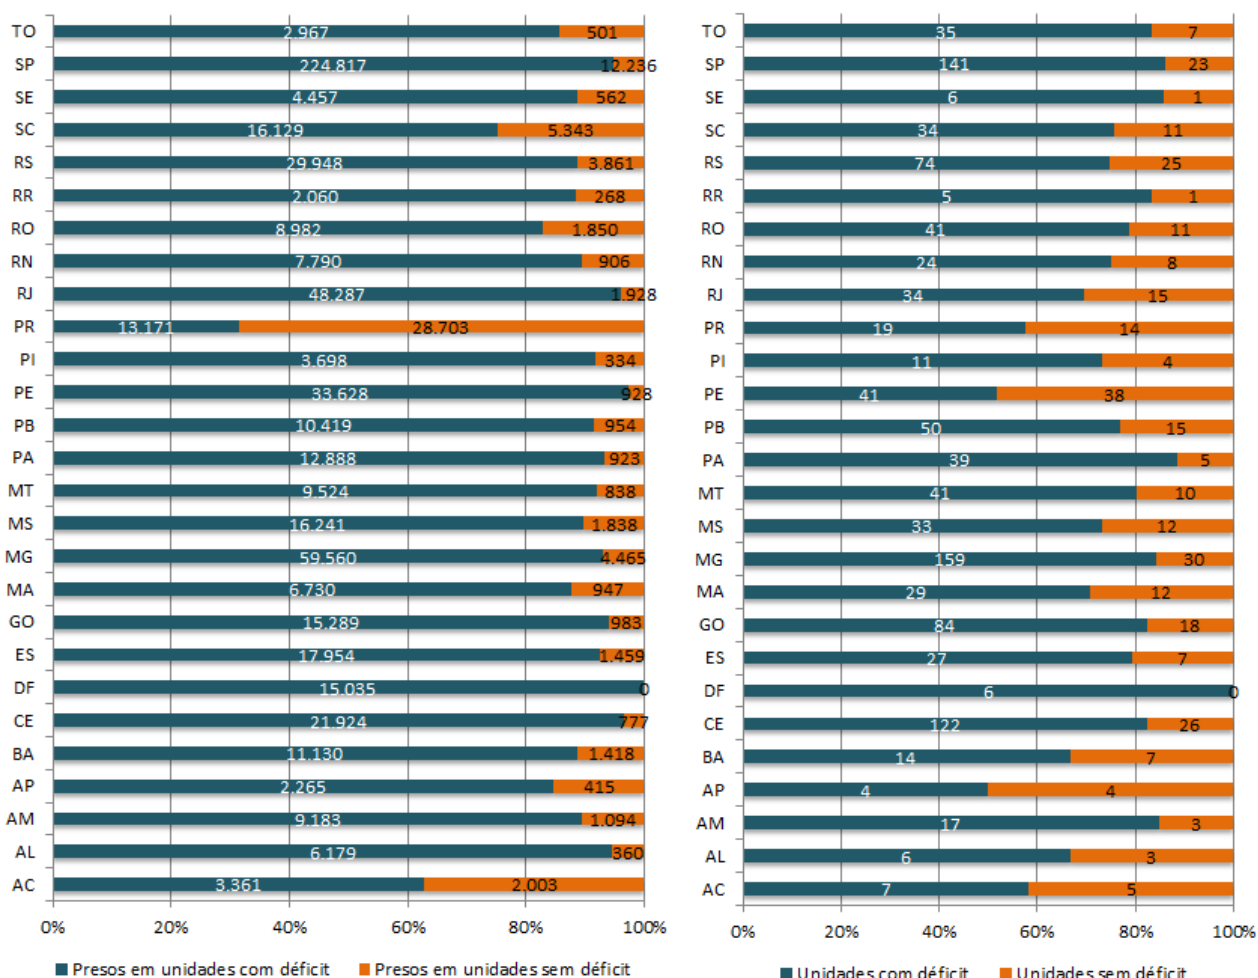 TO 2.967 501
SP 224.817 12.236
SE 4.457 562
SC 16.129 5.343
RS 29.948 3.861
RR 2.060 268
RO 8.982 1.850
RN 7.790 906
RJ 48.287 1.928
PR 13.171 28.703
PI 3.698 334
PE 33.628 928
PB 10.419 954
PA 12.888 923
MT 9.524 838
MS 16.241 1.838
MG 59.560 4.465
MA 6.730 947
GO 15.289 983
ES 17.954 1.459
DF 15.035 0
CE 21.924 777
BA 11.130 1.418
AP 2.265 415
AM 9.183 1.094
AL 6.179 360
AC 3.361 2.003
0% 20% 40% 60% 80% 100%
Presos em unidades com déficit Presos em unidades sem déficit
TO 35 7
SP 141 23
SE 6 1
SC 34 11
RS 74 25
RR 5 1
RO 41 11
RN 24 8
RJ 34 15
PR 19 14
PI 11 4
PE 41 38
PB 50 15
PA 39 5
MT 41 10
MS 33 12
MG 159 30
MA 29 12
GO 84 18
ES 27 7
DF 6 0
CE 122 26
BA 14 7
AP 4 4
AM 17 3
AL 6 3
AC 7 5
0% 20% 40% 60% 80% 100%
Unidades com déficit Unidades sem déficit